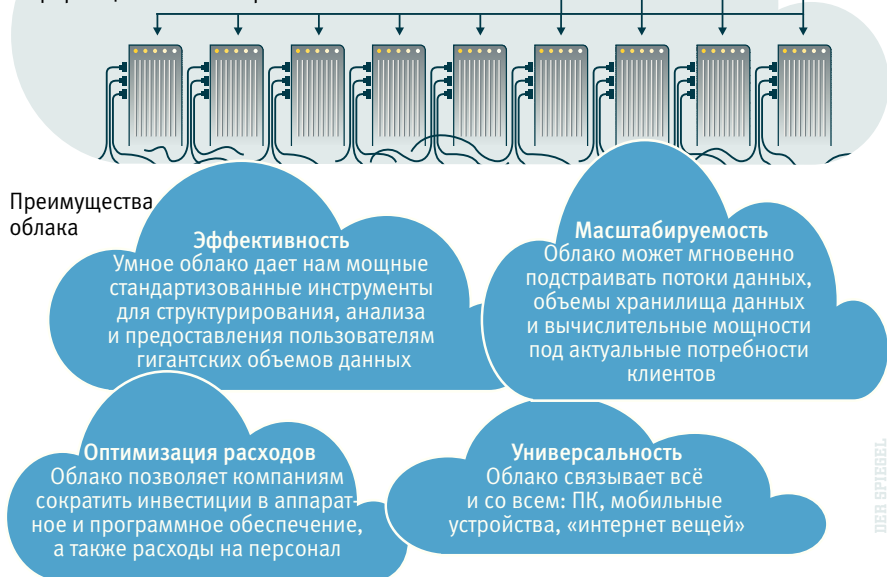 Преимущества
облака
Эффективность
Умное облако дает нам мощные
стандартизованные инструменты
для структурирования, анализа
и предоставления пользователям
гигантских объемов данных
Масштабируемость
Облако может мгновенно
подстраивать потоки данных,
объемы хранилища данных
и вычислительные мощности
под актуальные потребности
клиентов
Оптимизация расходов
Облако позволяет компаниям
сократить инвестиции в аппарат-
ное и программное обеспечение,
а также расходы на персонал
Универсальность
Облако связывает всё
и со всем: ПК, мобильные
устройства, «интернет вещей»
DER SPIEGEL